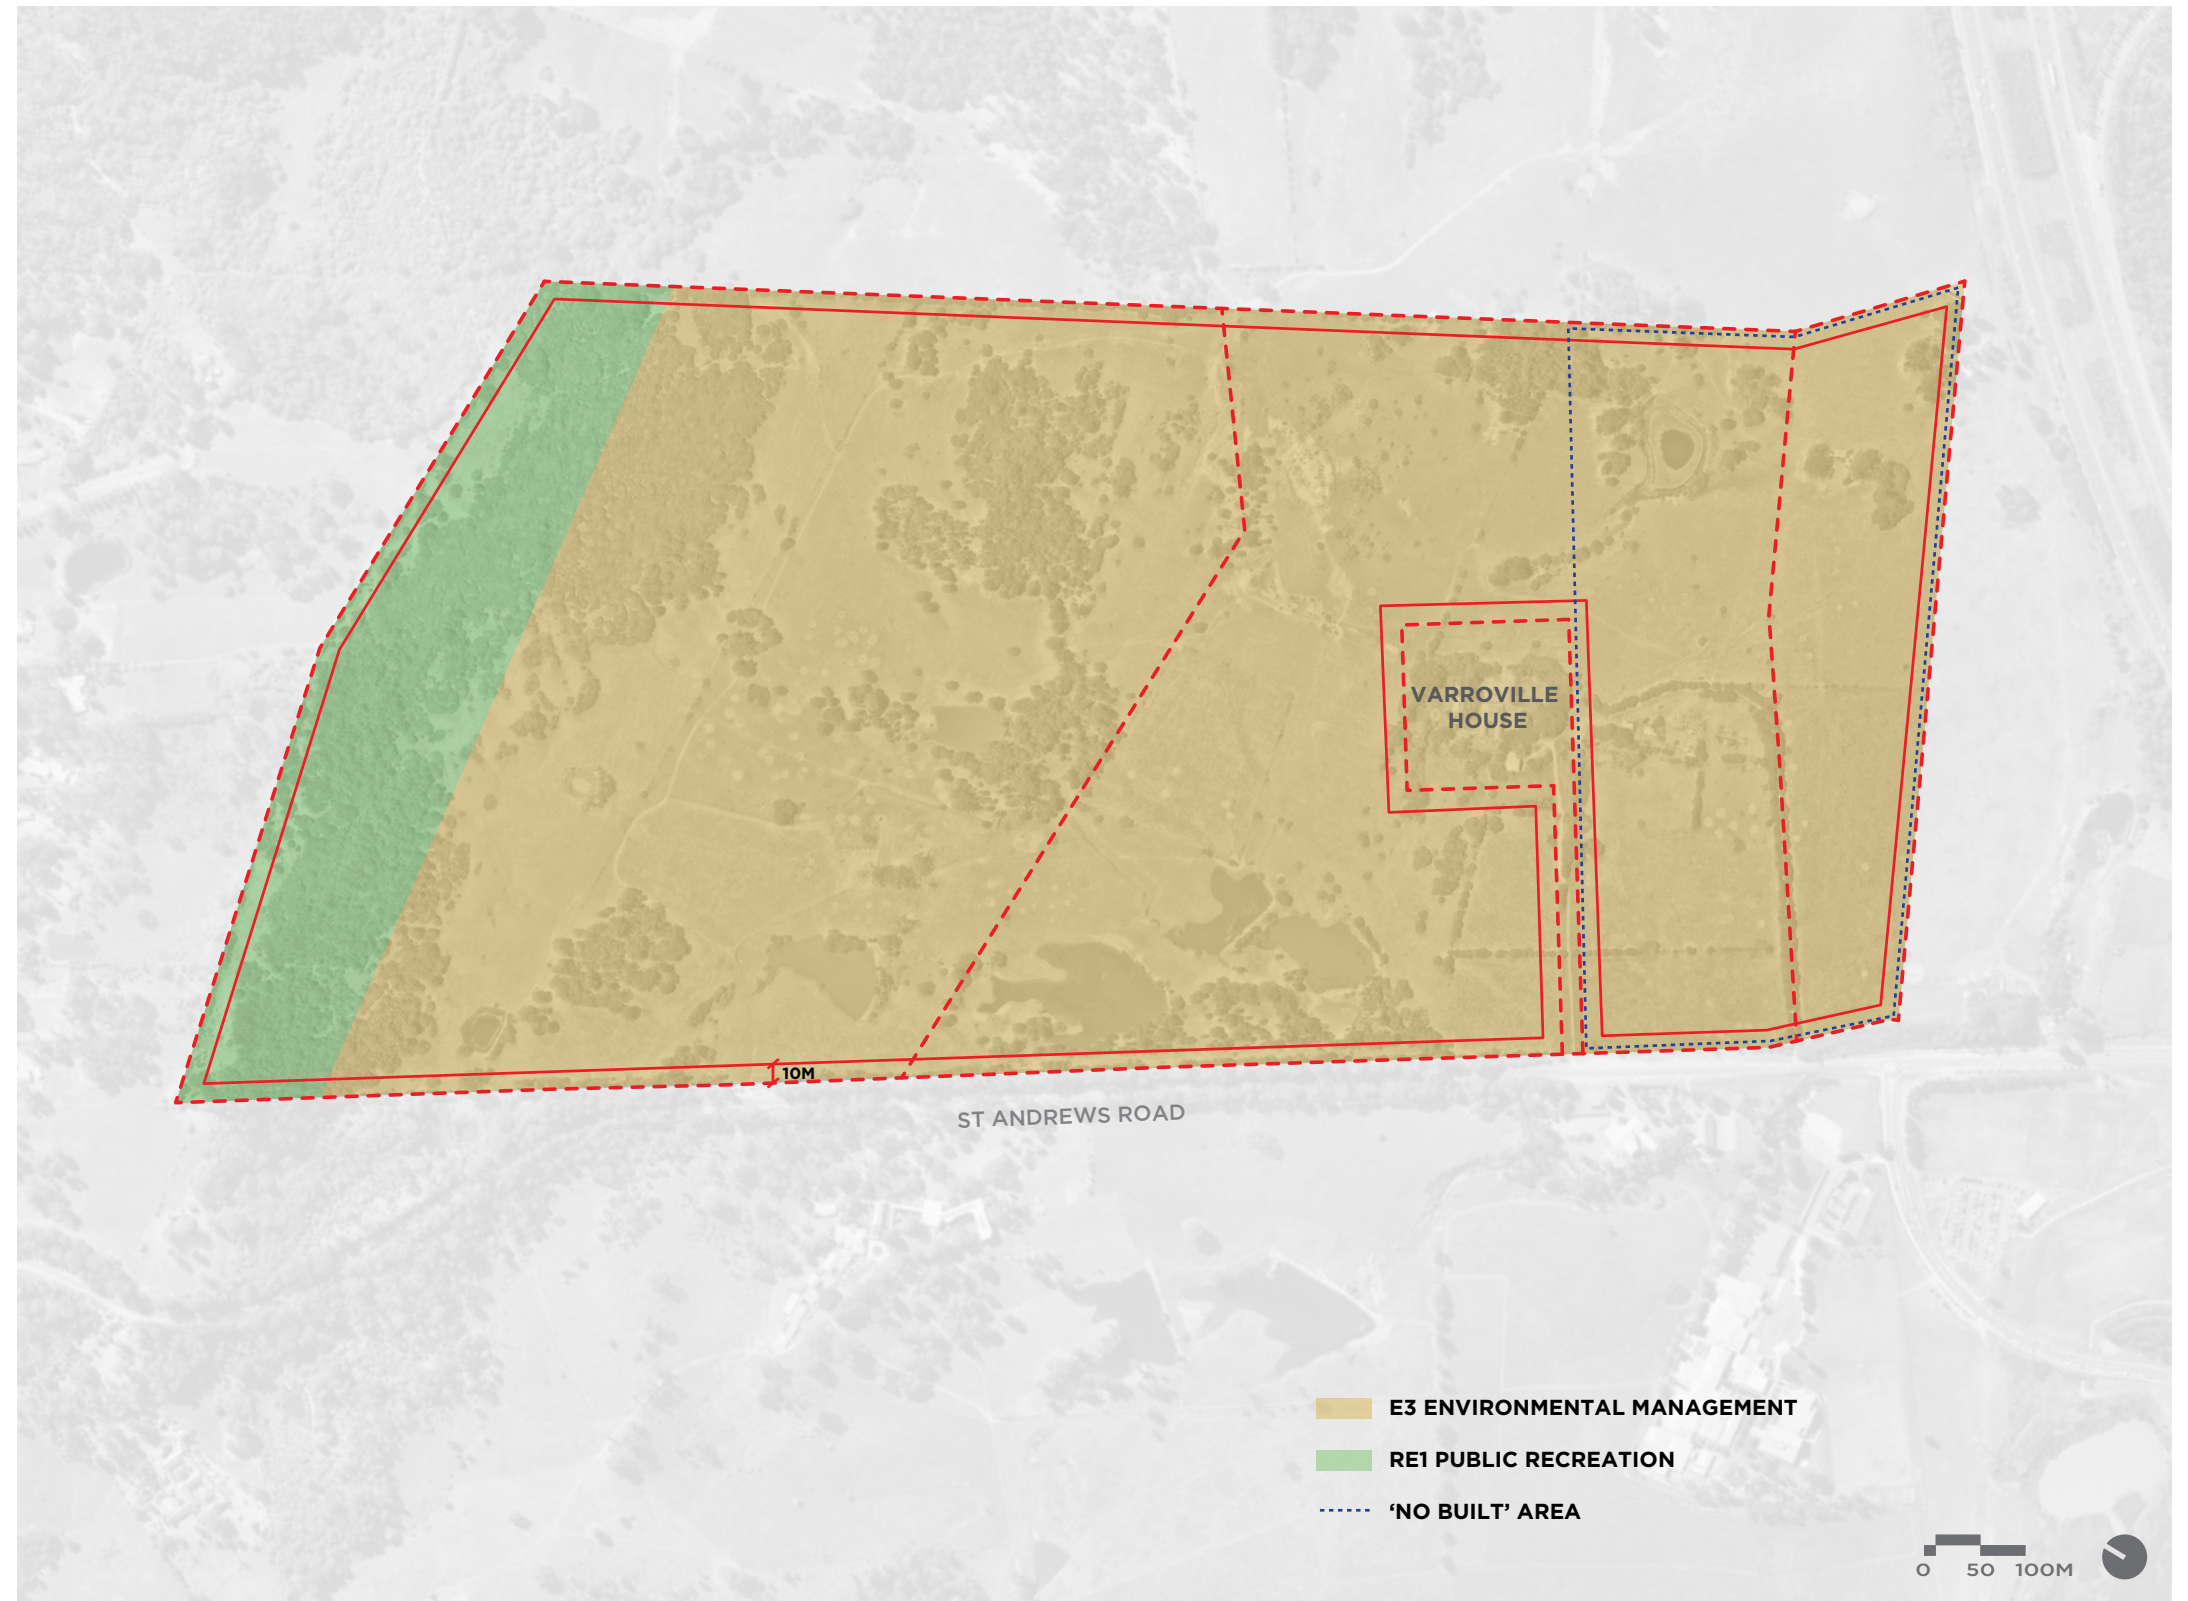 VARROVILLE
HOUSE
10M
ST ANDREWS ROAD
E3 ENVIRONMENTAL MANAGEMENT
RE1 PUBLIC RECREATION
‘NO BUILT’ AREA
0 50 100M